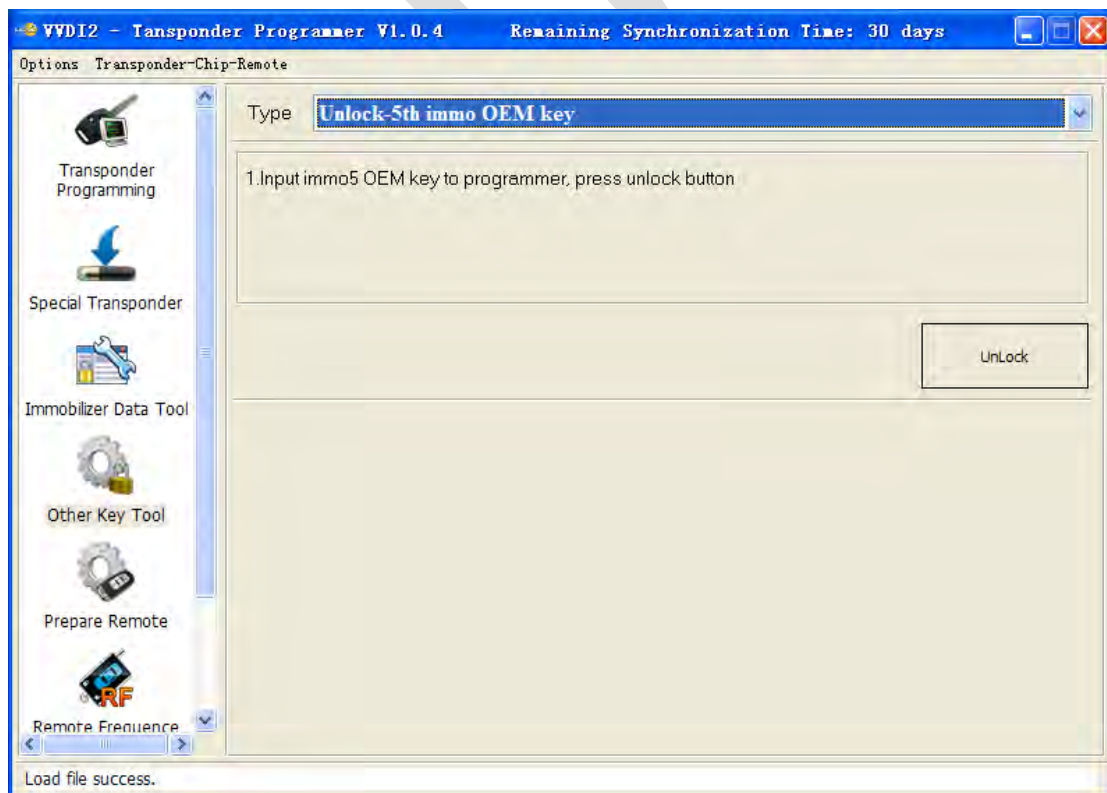 VVDI2 - Tansponder Programmer V1.0.4 Remaining Synchronization Time: 30 days
Options Transponder-Chip-Remote
Type Unlock-5th immo OEM key
Transponder
Programming
1.Input immo5 OEM key to programmer, press unlock button
Special Transponder
UnLock
Immobilizer Data Tool
Other Key Tool
Prepare Remote
RF
Remote Frequence
Load file success.